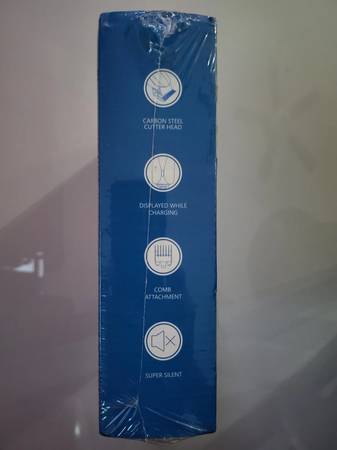 CARBON STEEL
CUTTER HEAD
DISPLAYED WHILE
CHARGING
COMB
ATTACHMENT
SUPER SILENT